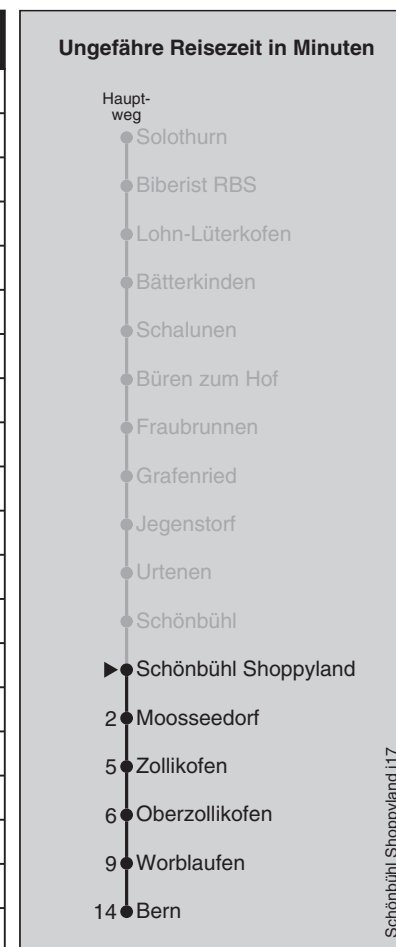 Ungefähre Reisezeit in Minuten
Haupt-
weg
Solothurn
Biberist RBS
Lohn-Lüterkofen
Bätterkinden
Schalunen
Büren zum Hof
Fraubrunnen
Grafenried
Jegenstorf
Urtenen
Schönbühl
Schönbühl Shoppyland
2 Moosseedorf
5 Zollikofen
6 Oberzollikofen
9 Worblaufen
14 Bern
Schönbühl Shoppyland i17